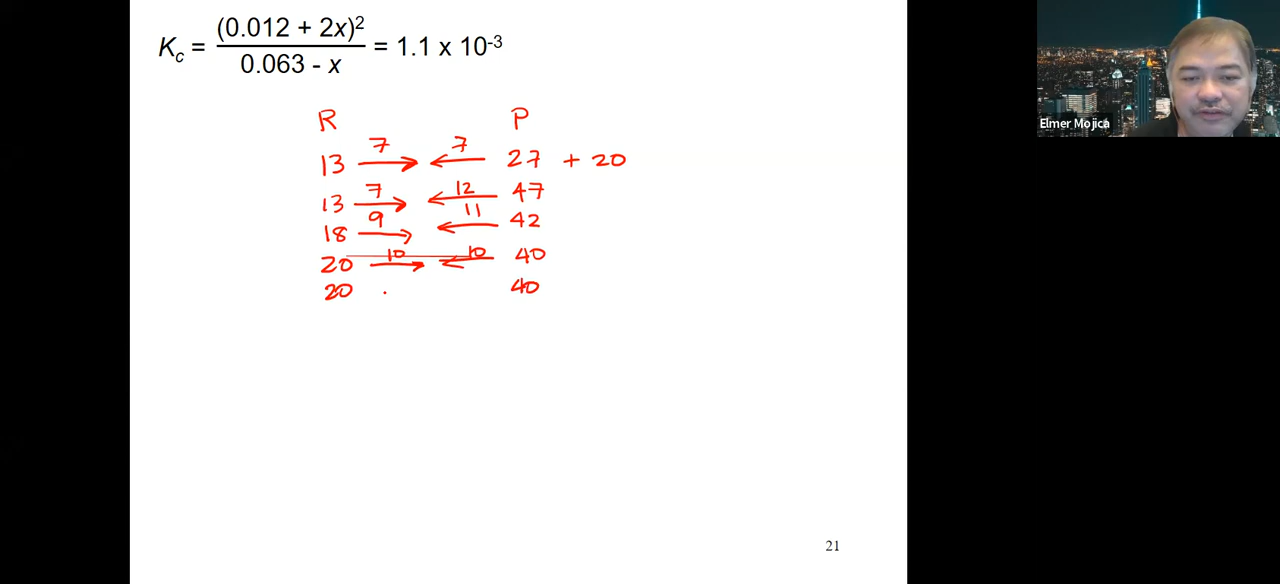 Kc = (0.012 + 2x)² / 0.063 - x = 1.1 x 10⁻³
R P
13 7 → ← 7 27 + 20
13 7 → ← 12 47
18 9 → ← 11 42
20 10 → ← 10 40
20 40
21
Elmer Mojica